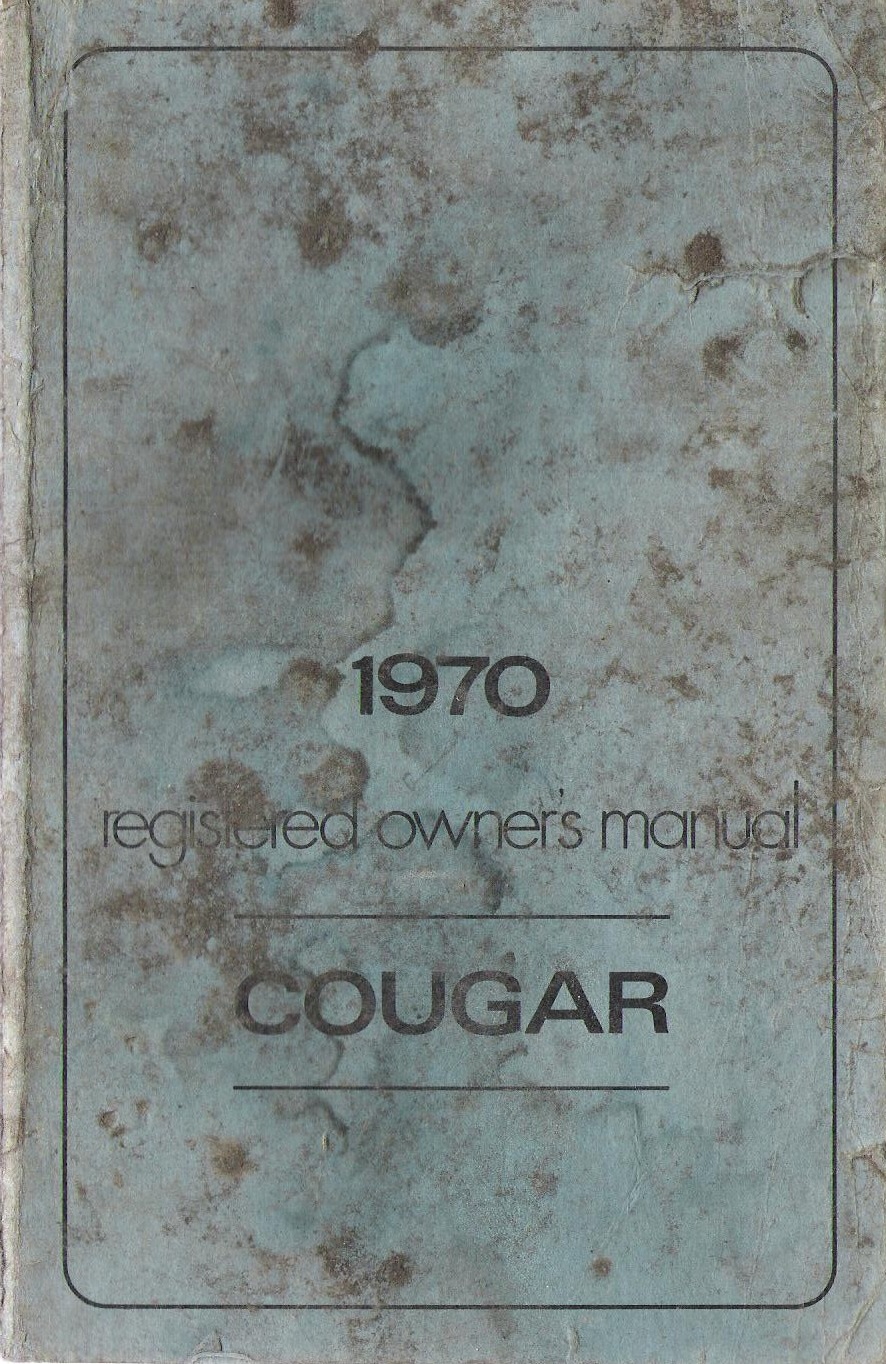 1970
registered owner's manual
COUGAR